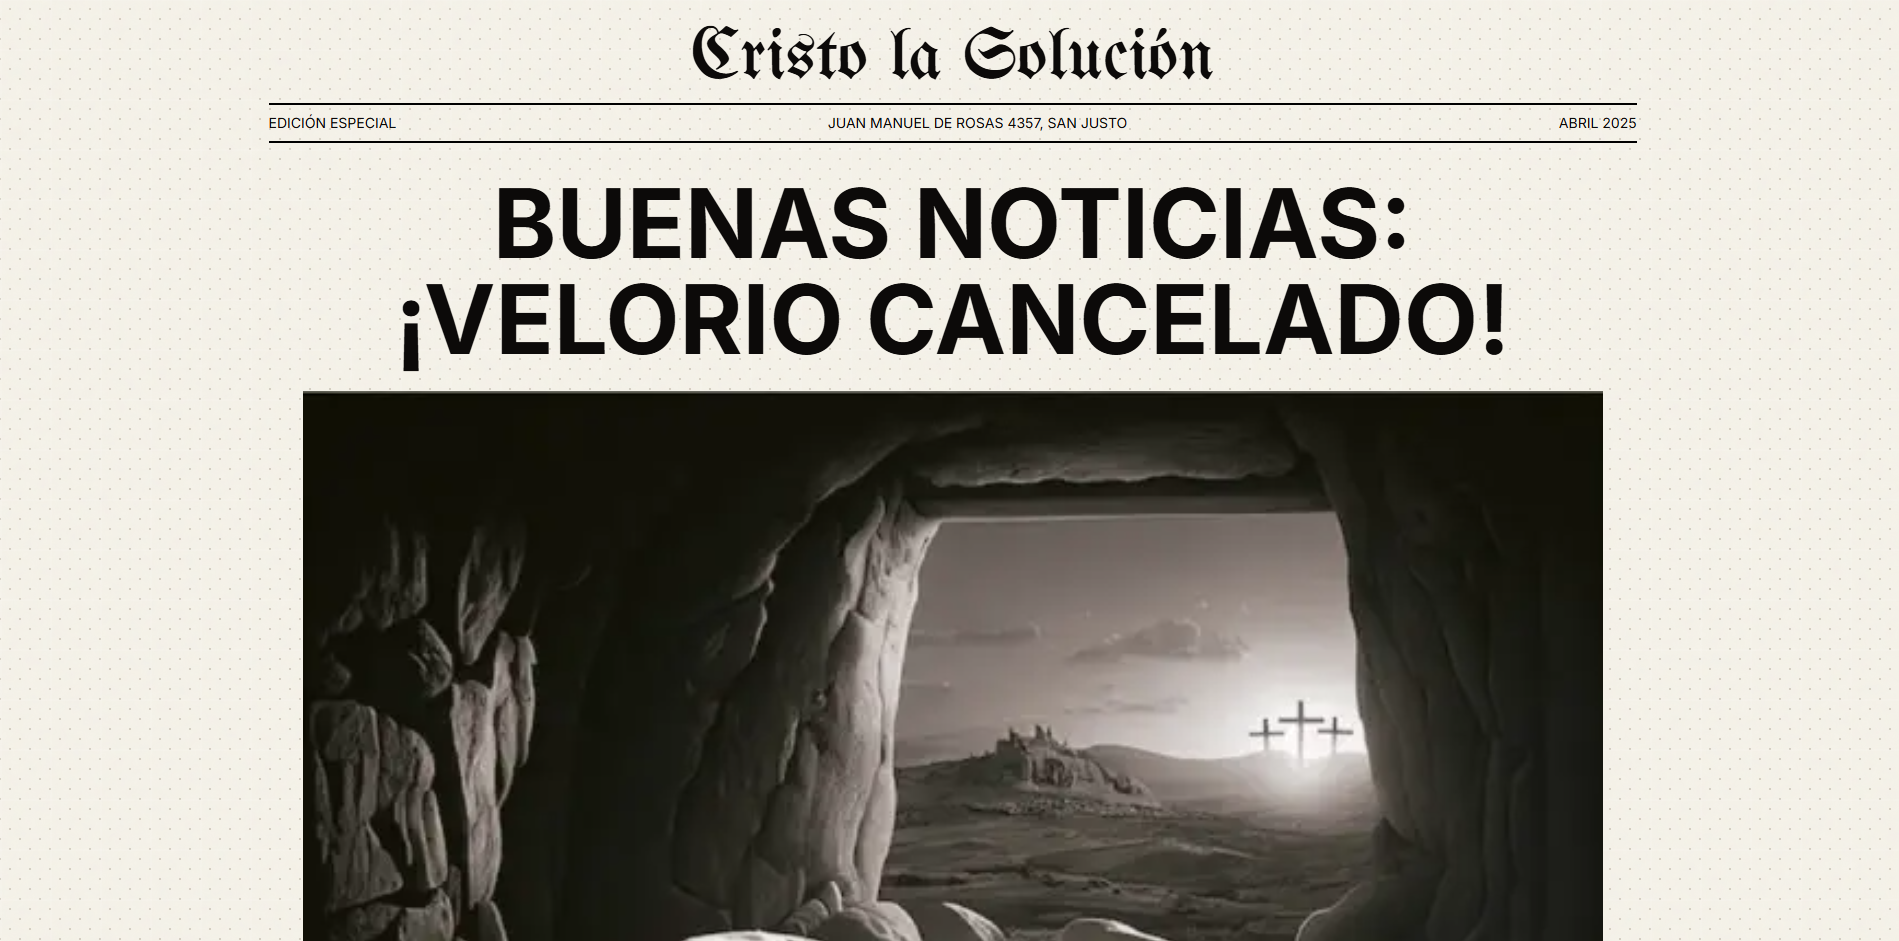 Cristo la Solución
EDICIÓN ESPECIAL
JUAN MANUEL DE ROSAS 4357, SAN JUSTO
ABRIL 2025
BUENAS NOTICIAS:
¡VELORIO CANCELADO!